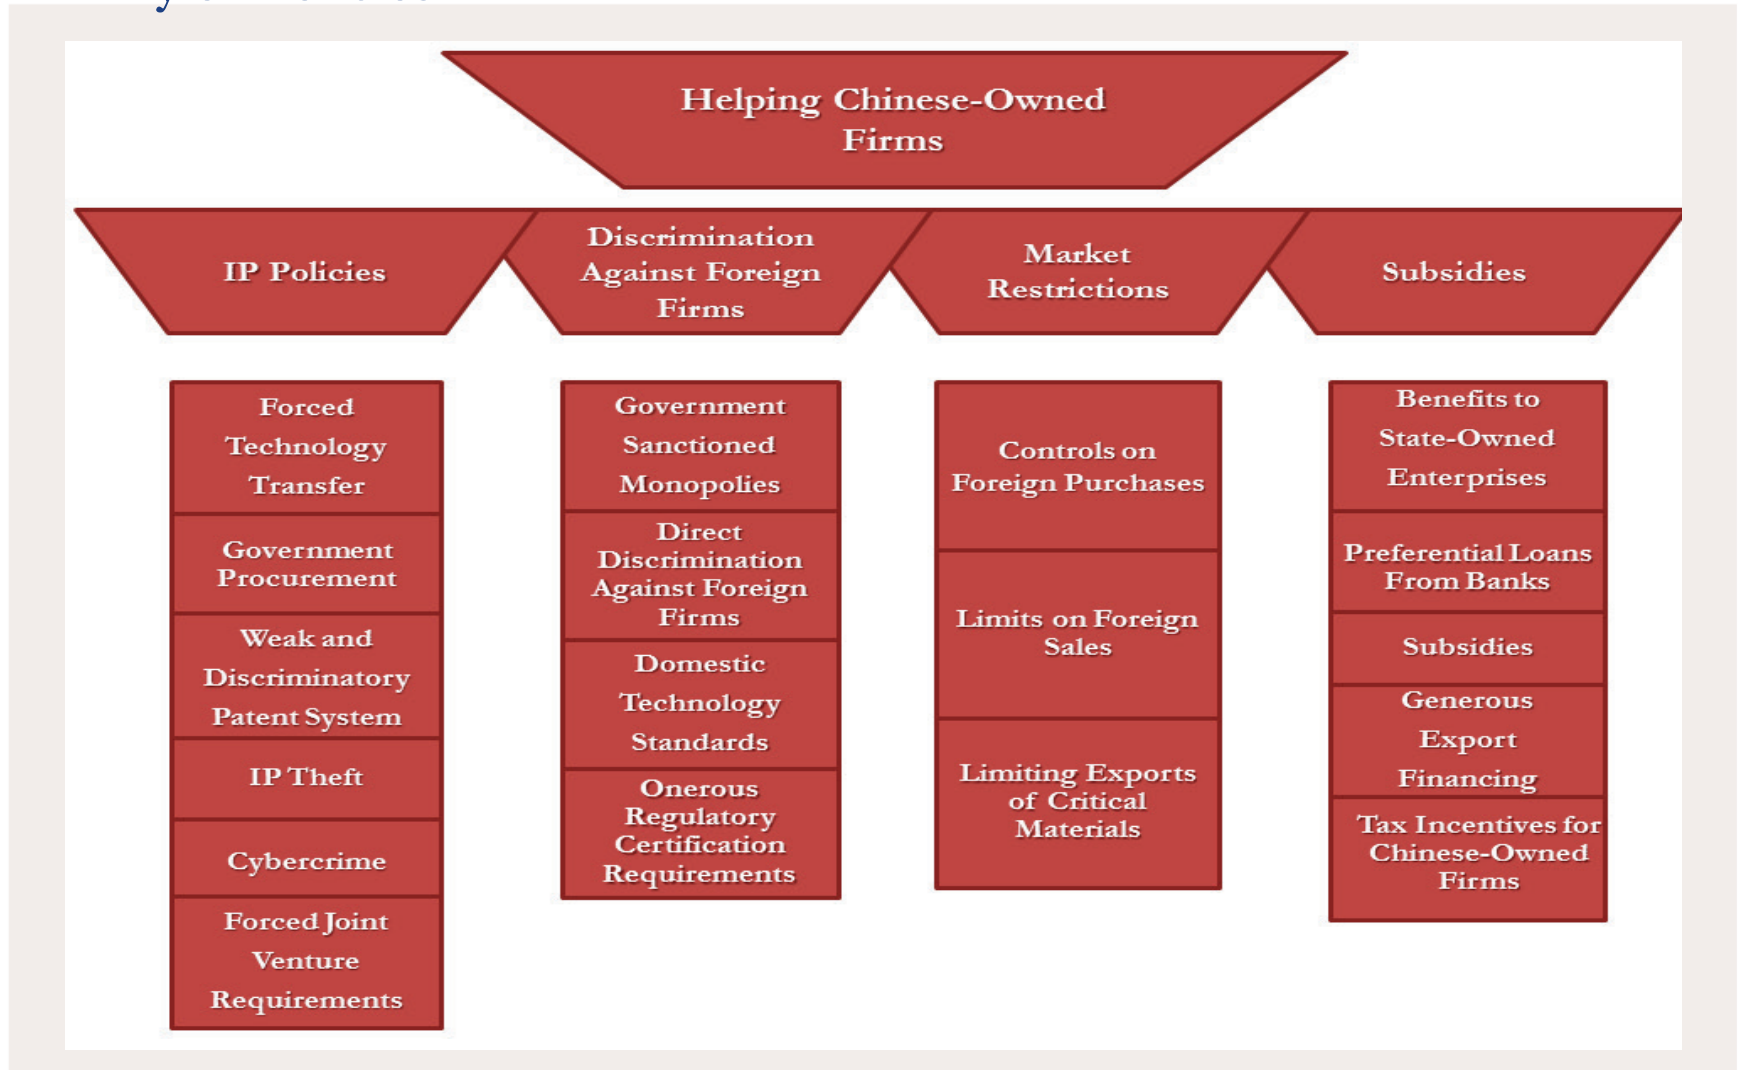 Helping Chinese-Owned
Firms
IP Policies
Discrimination
Against Foreign
Firms
Market
Restrictions
Subsidies
Forced
Technology
Transfer
Government
Procurement
Weak and
Discriminatory
Patent System
IP Theft
Cybercrime
Forced Joint
Venture
Requirements
Government
Sanctioned
Monopolies
Direct
Discrimination
Against Foreign
Firms
Domestic
Technology
Standards
Onerous
Regulatory
Certification
Requirements
Controls on
Foreign Purchases
Limits on Foreign
Sales
Limiting Exports
of Critical
Materials
Benefits to
State-Owned
Enterprises
Preferential Loans
From Banks
Subsidies
Generous
Export
Financing
Tax Incentives for
Chinese-Owned
Firms